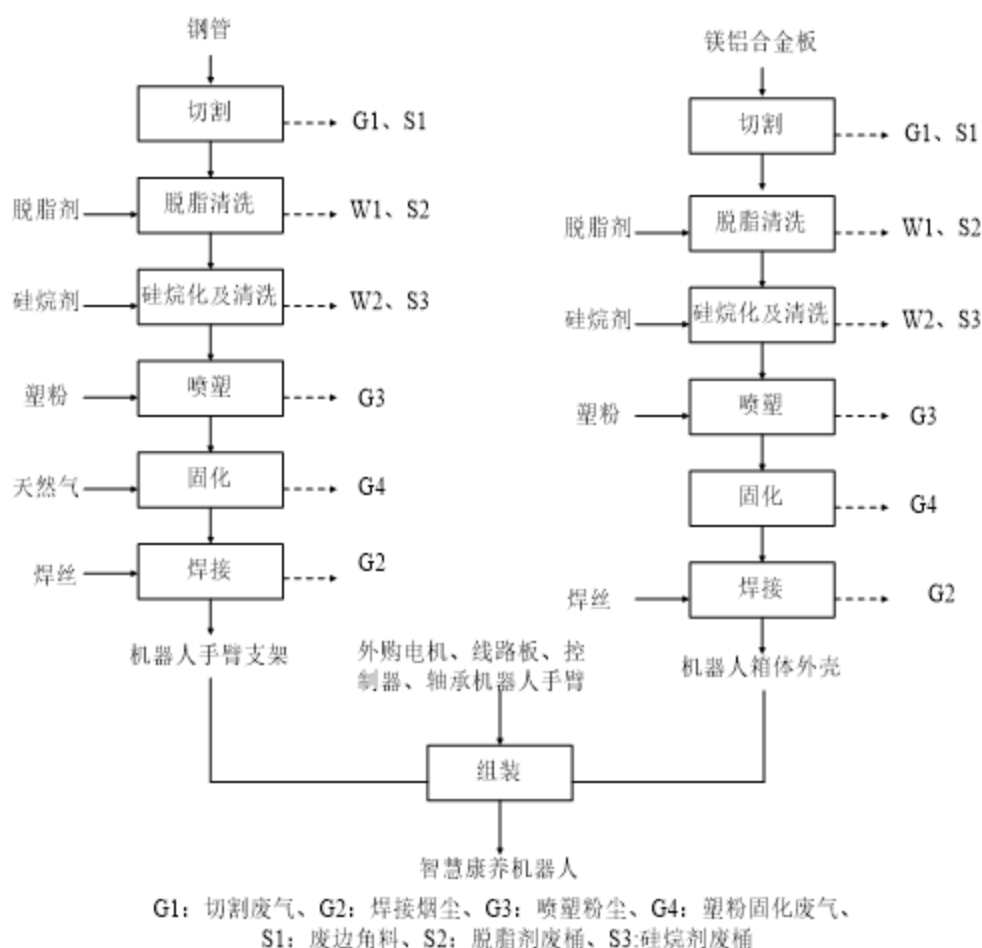 钢管
切割
G1、S1
脱脂剂
脱脂清洗
W1、S2
硅烷剂
硅烷化及清洗
W2、S3
塑粉
喷塑
G3
天然气
固化
G4
焊丝
焊接
G2
机器人手臂支架
镁铝合金板
切割
G1、S1
脱脂剂
脱脂清洗
W1、S2
硅烷剂
硅烷化及清洗
W2、S3
塑粉
喷塑
G3
固化
G4
焊丝
焊接
G2
机器人箱体外壳
外购电机、线路板、控
制器、轴承机器人手臂
组装
智慧康养机器人
G1：切割废气、G2：焊接烟尘、G3：喷塑粉尘、G4：塑粉固化废气、
S1：废边角料、S2：脱脂剂废桶、S3:硅烷剂废桶